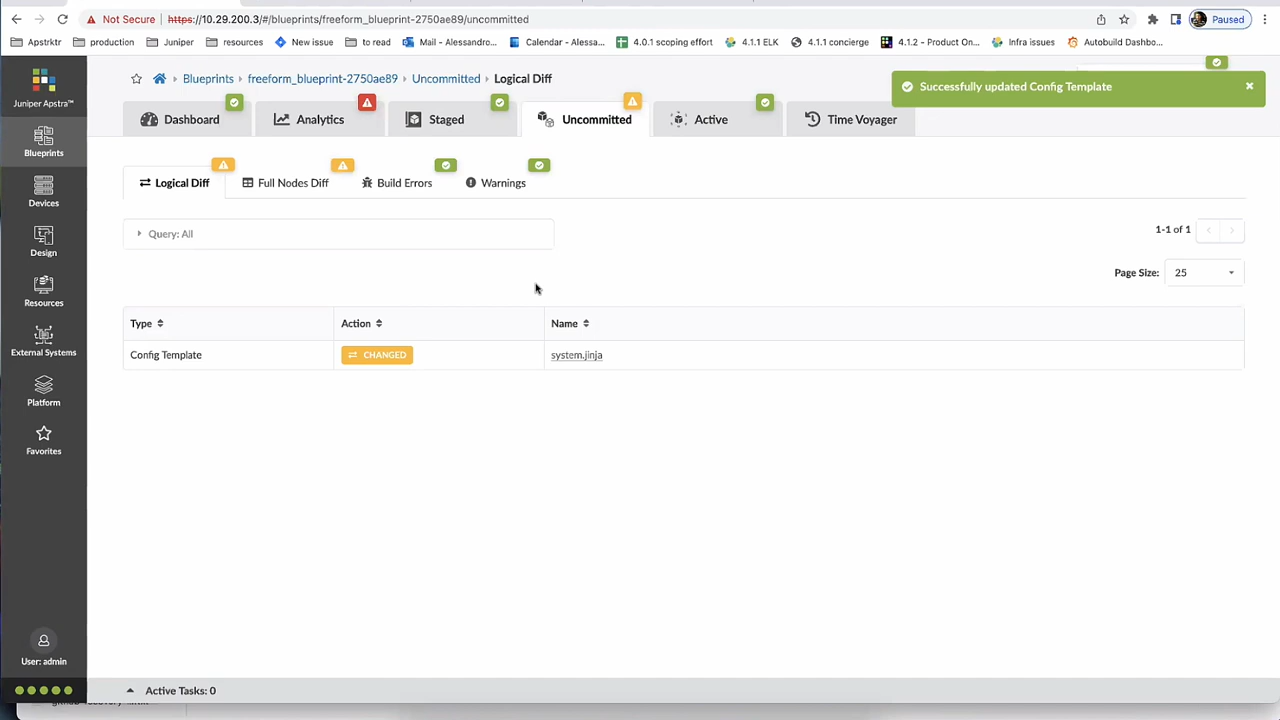 Not Secure https://10.29.200.3/#/blueprints/freeform_blueprint-2750ae89/uncommitted Paused
Apstrktr production Juniper resources New issue to read Mail – Alessandro... Calendar - Alessa... 4.0.1 scoping effort 4.1.1 ELK 4.1.1 concierge 4.1.2 - Product On... Infra issues Autobuild Dashbo...
Juniper Apstra™
Blueprints
Devices
Design
Resources
External Systems
Platform
Favorites
User: admin
Blueprints freeform_blueprint-2750ae89 Uncommitted Logical Diff
Successfully updated Config Template
Dashboard Analytics Staged Uncommitted Active Time Voyager
Logical Diff Full Nodes Diff Build Errors Warnings
Query: All
1-1 of 1
Page Size: 25
Type Action Name
Config Template CHANGED system.jinja
Active Tasks: 0